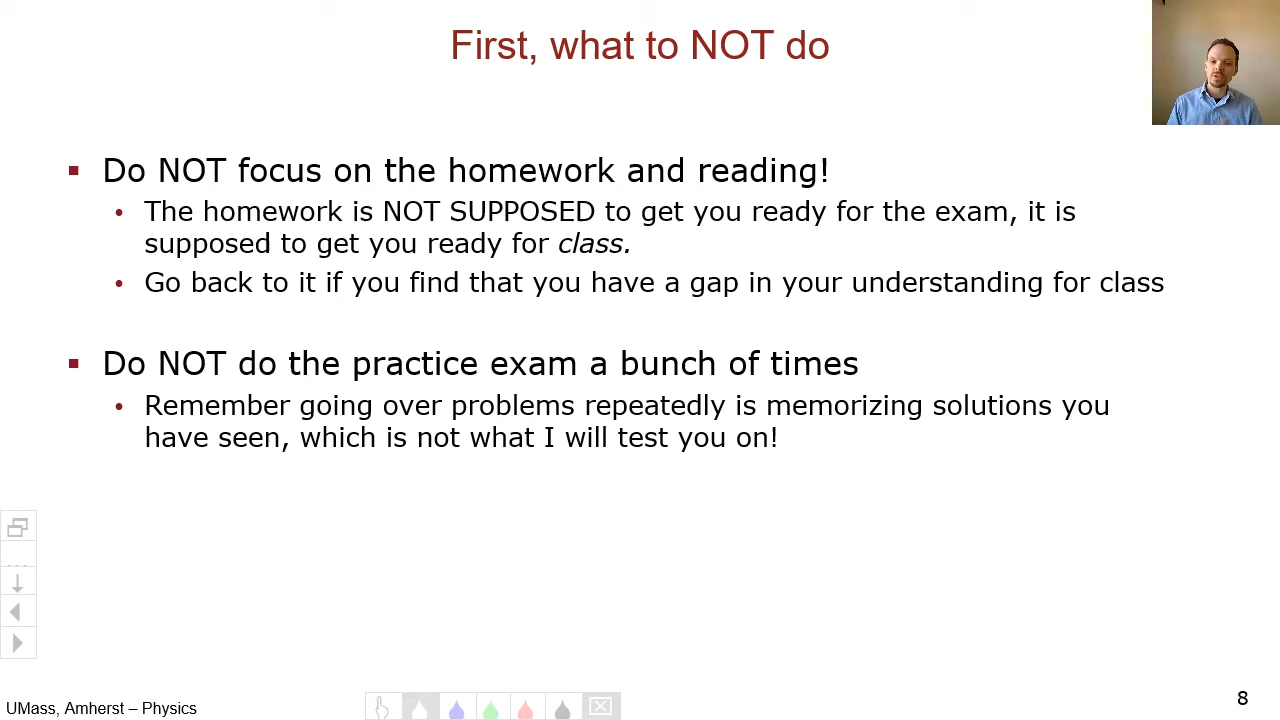 First, what to NOT do
Do NOT focus on the homework and reading!
The homework is NOT SUPPOSED to get you ready for the exam, it is
supposed to get you ready for class.
Go back to it if you find that you have a gap in your understanding for class
Do NOT do the practice exam a bunch of times
Remember going over problems repeatedly is memorizing solutions you
have seen, which is not what I will test you on!
UMass, Amherst – Physics
8